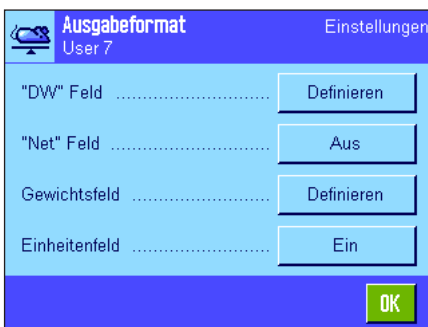 Ausgabeformat Einstellungen
User 7
"DW" Feld ............................ Definieren
"Net" Feld ............................. Aus
Gewichtsfeld ........................ Definieren
Einheitenfeld ........................ Ein
OK